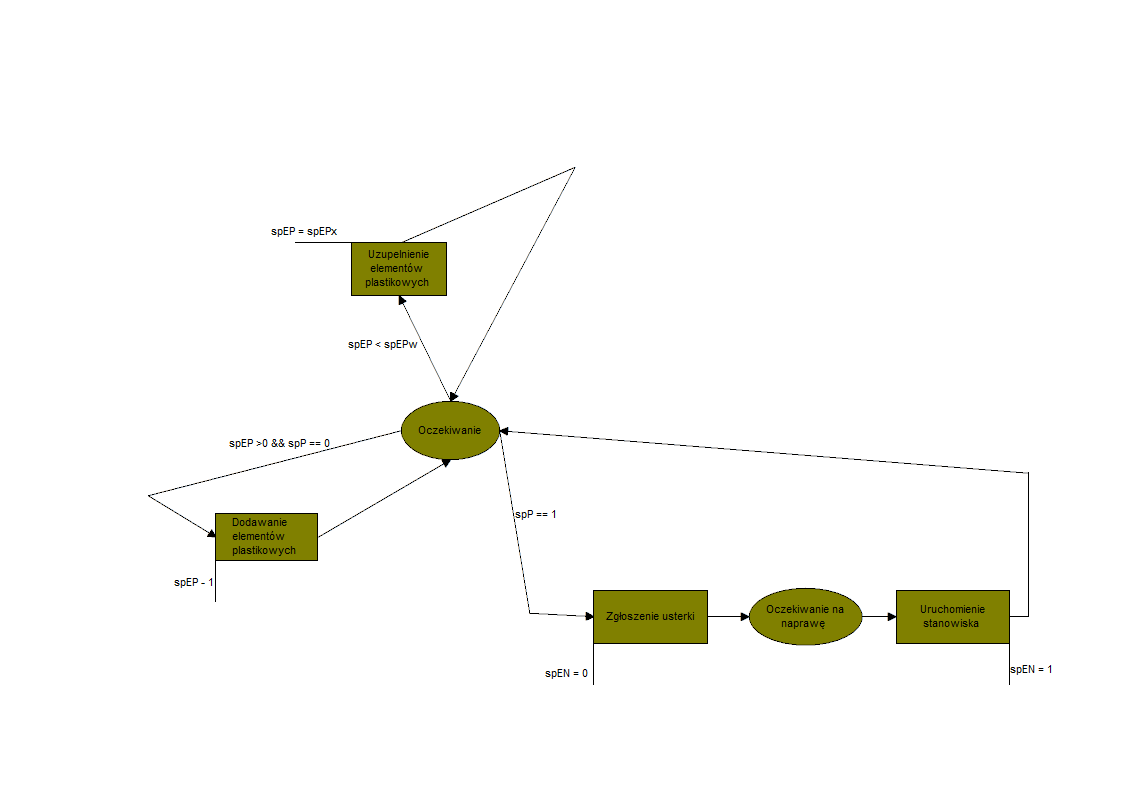 spEP = spEPx
Uzupelnienie
elementów
plastikowych
spEP < spEPw
Oczekiwanie
spEP >0 && spP == 0
Dodawanie
elementów
plastikowych
spEP - 1
spP == 1
Zgłoszenie usterki
Oczekiwanie na
naprawę
Uruchomienie
stanowiska
spEN = 0
spEN = 1